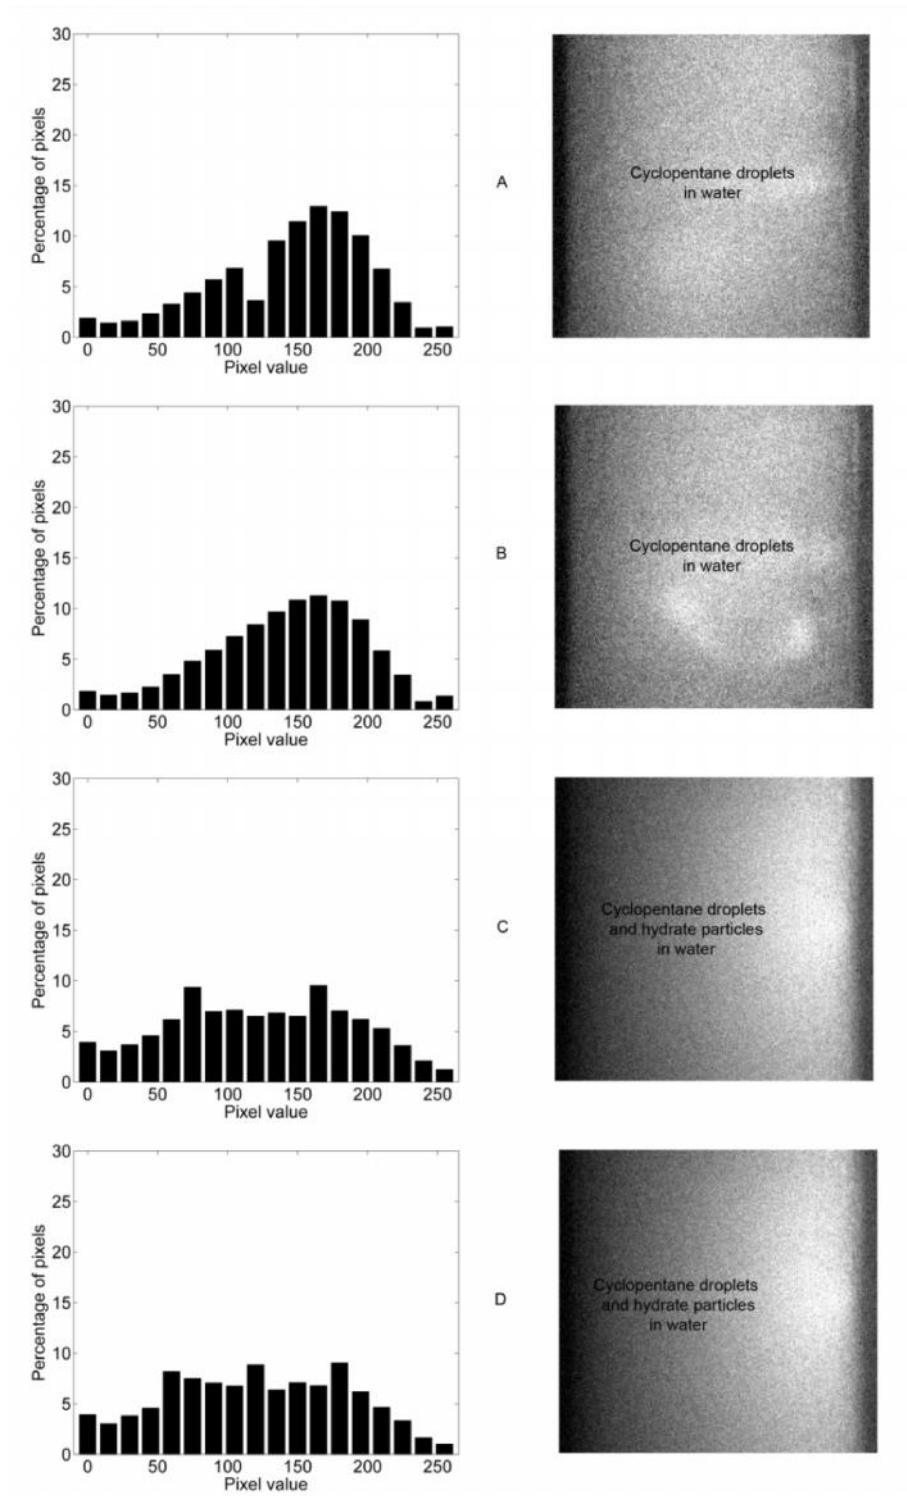 30
25
20
15
10
5
0
Percentage of pixels
0 50 100 150 200 250
Pixel value
A
Cyclopentane droplets
in water
30
25
20
15
10
5
0
Percentage of pixels
0 50 100 150 200 250
Pixel value
B
Cyclopentane droplets
in water
30
25
20
15
10
5
0
Percentage of pixels
0 50 100 150 200 250
Pixel value
C
Cyclopentane droplets
and hydrate particles
in water
30
25
20
15
10
5
0
Percentage of pixels
0 50 100 150 200 250
Pixel value
D
Cyclopentane droplets
and hydrate particles
in water